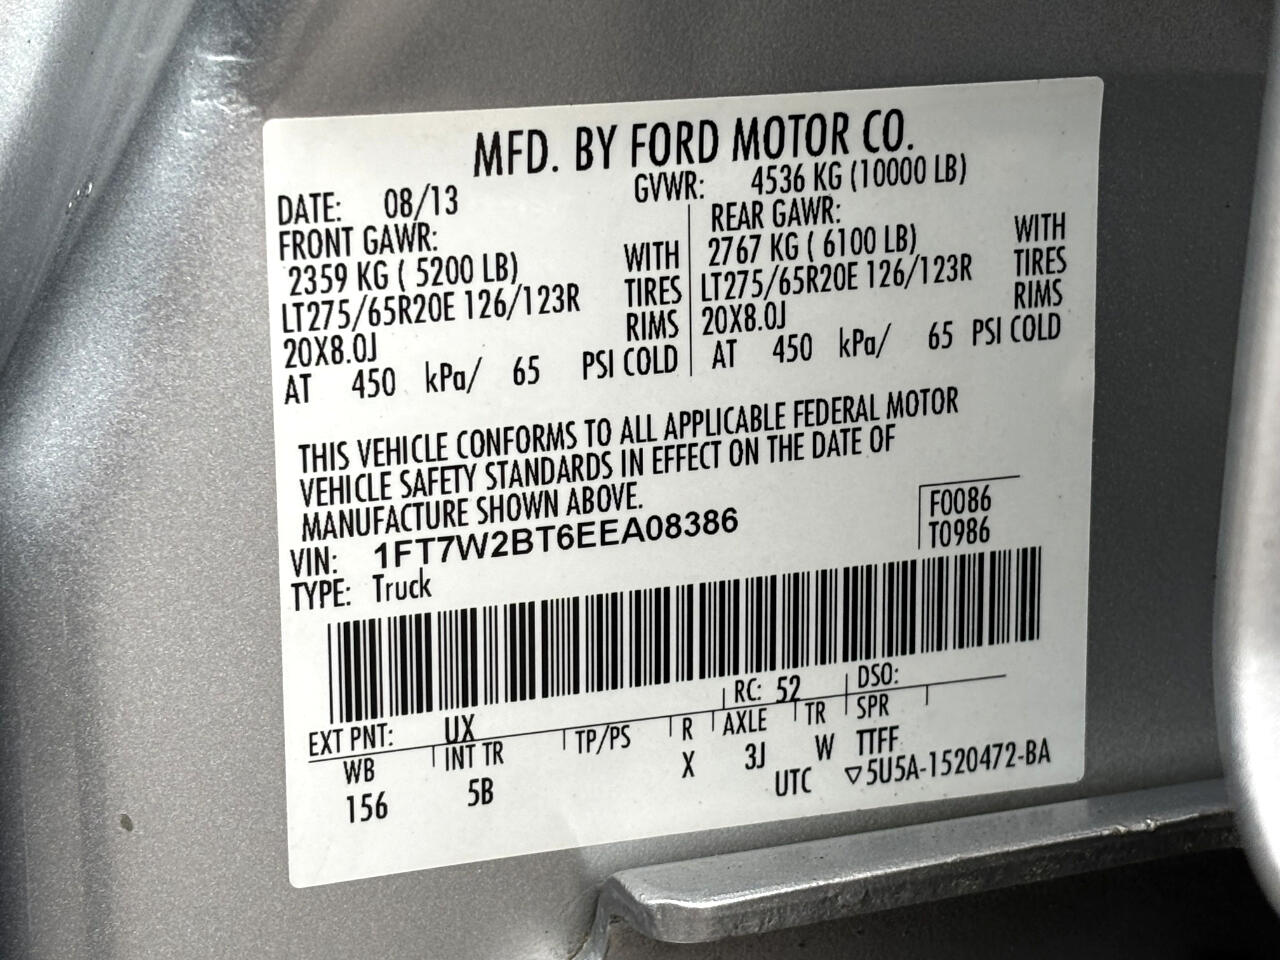 MFD. BY FORD MOTOR CO.
DATE: 08/13 GVWR: 4536 KG (10000 LB)
FRONT GAWR: REAR GAWR:
2359 KG ( 5200 LB) WITH 2767 KG ( 6100 LB) WITH
LT275/65R20E 126/123R TIRES LT275/65R20E 126/123R TIRES
20X8.0J RIMS 20X8.0J RIMS
AT 450 kPa/ 65 PSI COLD AT 450 kPa/ 65 PSI COLD
THIS VEHICLE CONFORMS TO ALL APPLICABLE FEDERAL MOTOR
VEHICLE SAFETY STANDARDS IN EFFECT ON THE DATE OF
MANUFACTURE SHOWN ABOVE.
F0086
VIN: 1FT7W2BT6EEA08386 T0986
TYPE: Truck
EXT PNT: UX RC: 52 DSO:
WB INT TR TP/PS R AXLE TR SPR
156 5B X 3J W TTFF
UTC ▽5U5A-1520472-BA